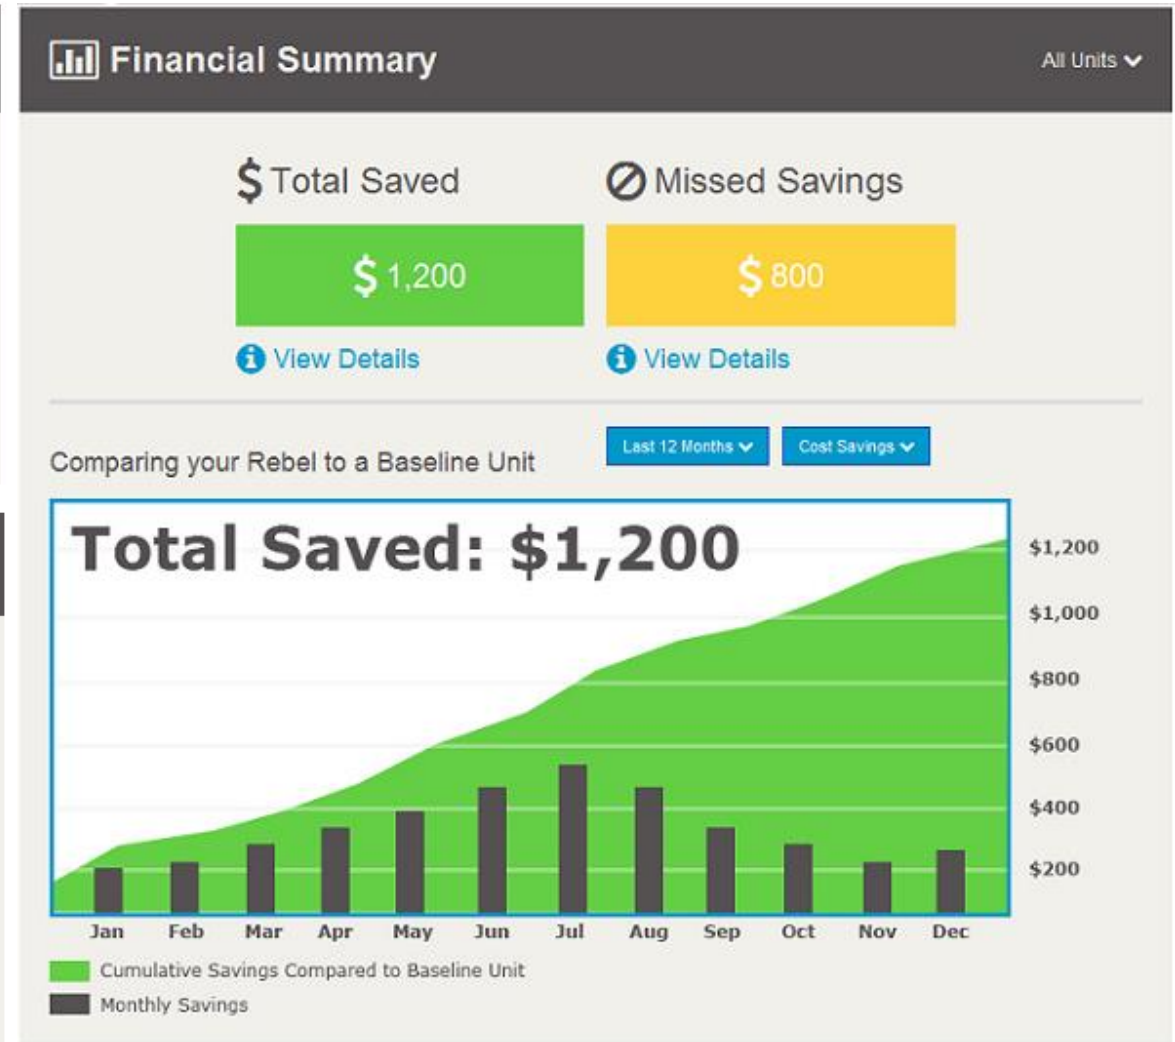 Financial Summary
All Units
$ Total Saved
Missed Savings
$ 1,200
$ 800
View Details
View Details
Comparing your Rebel to a Baseline Unit
Last 12 Months
Cost Savings
Total Saved: $1,200
$1,200
$1,000
$800
$600
$400
$200
Jan Feb Mar Apr May Jun Jul Aug Sep Oct Nov Dec
Cumulative Savings Compared to Baseline Unit
Monthly Savings